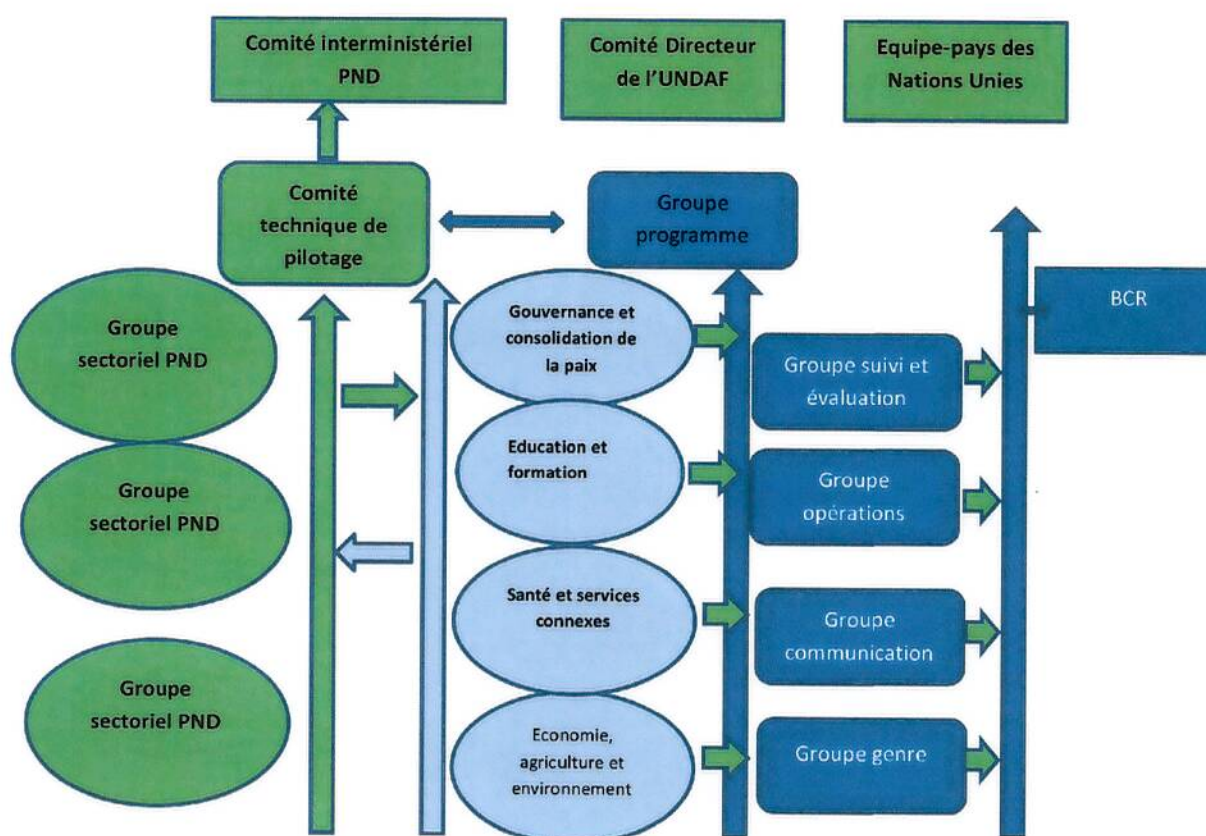 Comité interministériel
PND
Comité Directeur
de l'UNDAF
Equipe-pays des
Nations Unies
Comité
technique de
pilotage
Groupe
programme
BCR
Groupe
sectoriel PND
Groupe
sectoriel PND
Groupe
sectoriel PND
Gouvernance et
consolidation de
la paix
Education et
formation
Santé et services
connexes
Economie,
agriculture et
environnement
Groupe suivi et
évaluation
Groupe
opérations
Groupe
communication
Groupe genre